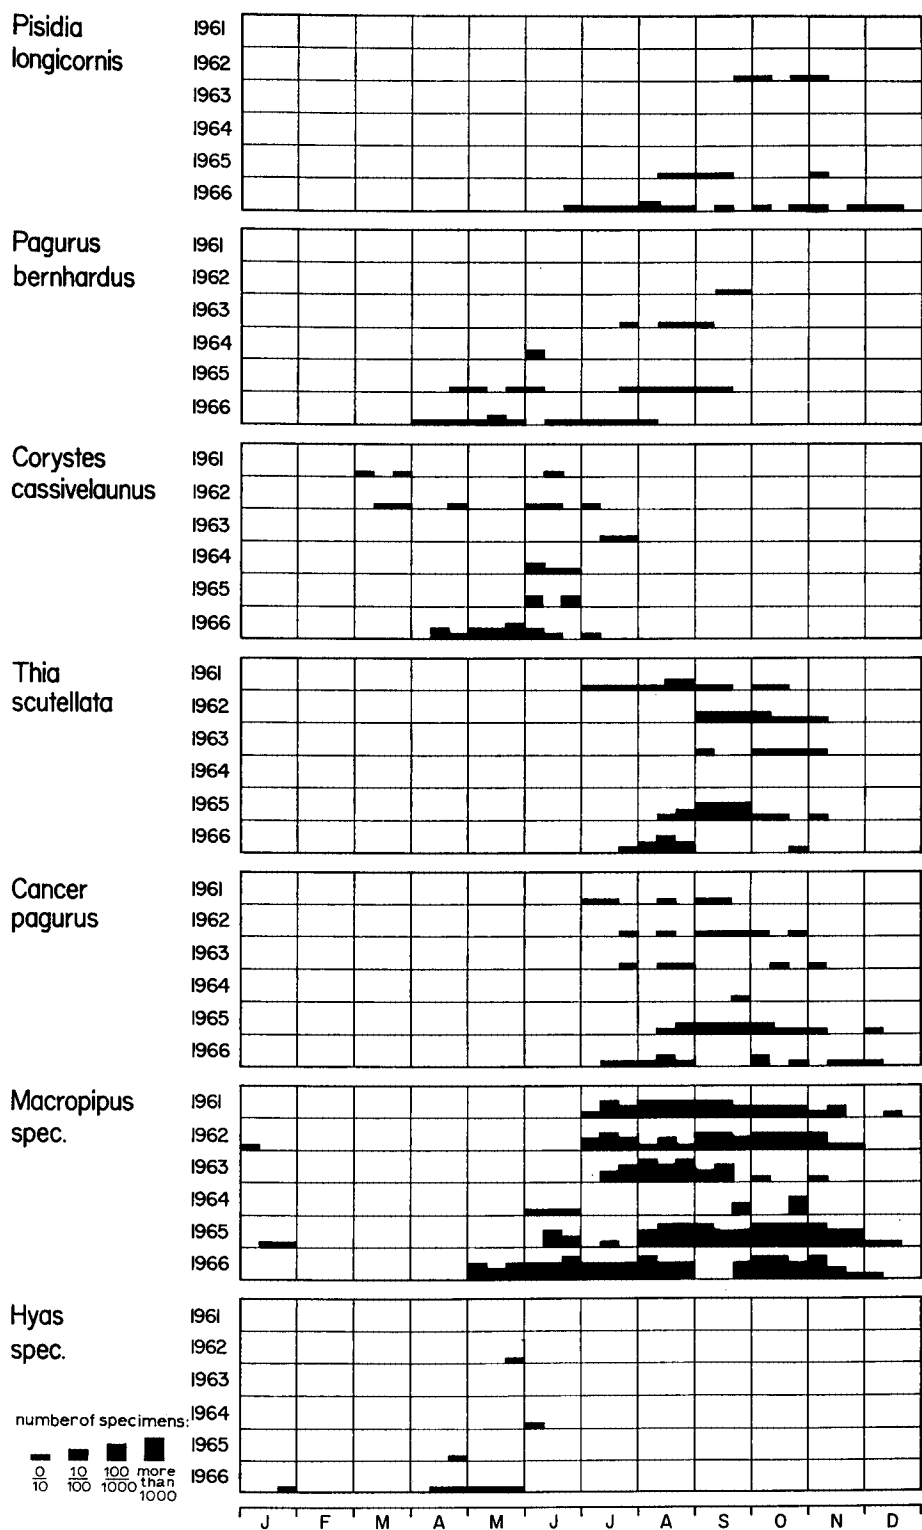 Pisidia
longicornis
1961
1962
1963
1964
1965
1966
Pagurus
bernhardus
1961
1962
1963
1964
1965
1966
Corystes
cassivelaunus
1961
1962
1963
1964
1965
1966
Thia
scutellata
1961
1962
1963
1964
1965
1966
Cancer
pagurus
1961
1962
1963
1964
1965
1966
Macropipus
spec.
1961
1962
1963
1964
1965
1966
Hyas
spec.
1961
1962
1963
1964
1965
1966
number of specimens:
0 10 100 more
10 100 1000 than
1000
J F M A M J J A S O N D